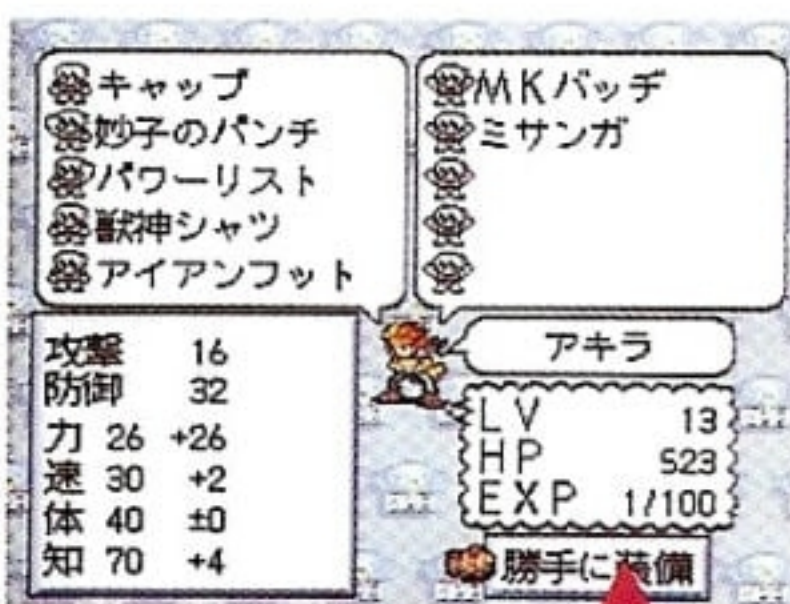 キャップ
妙子のパンチ
パワーリスト
獣神シャツ
アイアンフット
MKバッヂ
ミサンガ
攻撃 16
防御 32
力 26 +26
速 30 +2
体 40 ±0
知 70 +4
アキラ
LV 13
HP 523
EXP 1/100
勝手に装備